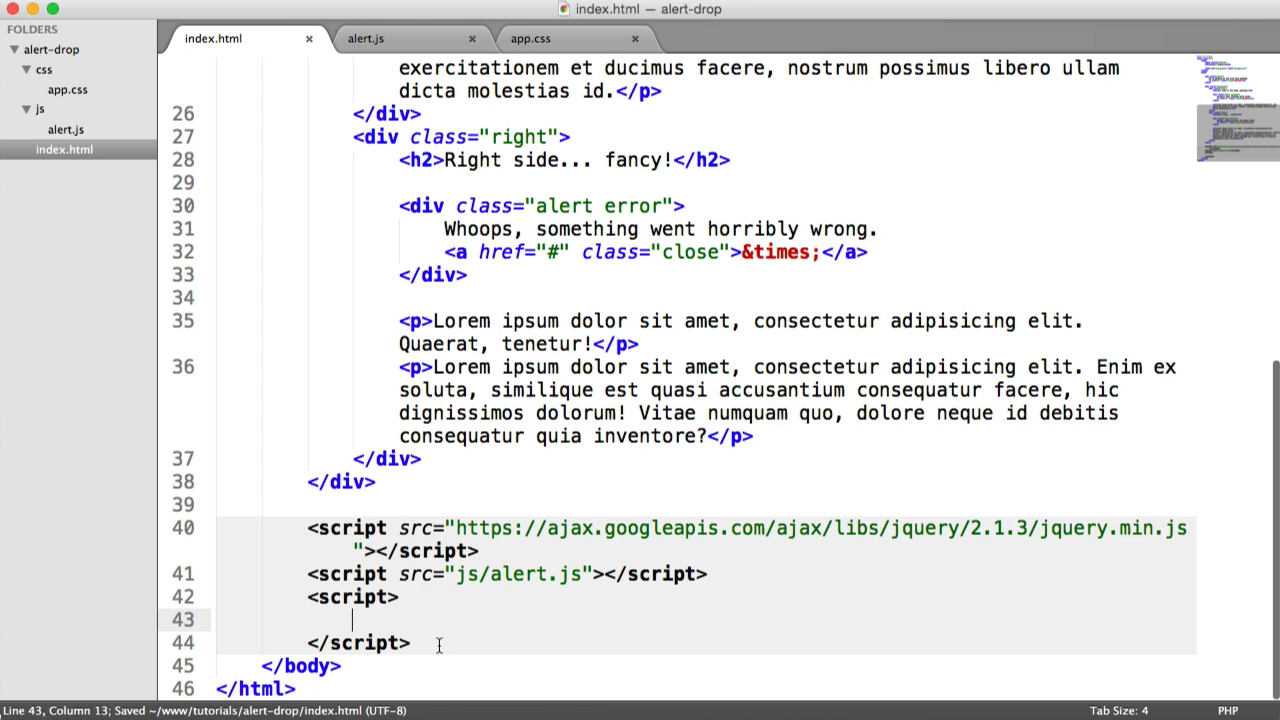 index.html — alert-drop
FOLDERS
alert-drop
css
app.css
js
alert.js
index.html
index.html ×
alert.js ×
app.css ×
exercitationem et ducimus facere, nostrum possimus libero ullam
dicta molestias id.</p>
26 </div>
27 <div class="right">
28 <h2>Right side... fancy!</h2>
29
30 <div class="alert error">
31 Whoops, something went horribly wrong.
32 <a href="#" class="close">&times;</a>
33 </div>
34
35 <p>Lorem ipsum dolor sit amet, consectetur adipisicing elit.
Quaerat, tenetur!</p>
36 <p>Lorem ipsum dolor sit amet, consectetur adipisicing elit. Enim ex
soluta, similique est quasi accusantium consequatur facere, hic
dignissimos dolorum! Vitae numquam quo, dolore neque id debitis
consequatur quia inventore?</p>
37 </div>
38 </div>
39
40 <script src="https://ajax.googleapis.com/ajax/libs/jquery/2.1.3/jquery.min.js
"></script>
41 <script src="js/alert.js"></script>
42 <script>
43
44 </script>
45 </body>
46 </html>
Line 43, Column 13; Saved ~/www/tutorials/alert-drop/index.html (UTF-8)
Tab Size: 4
PHP